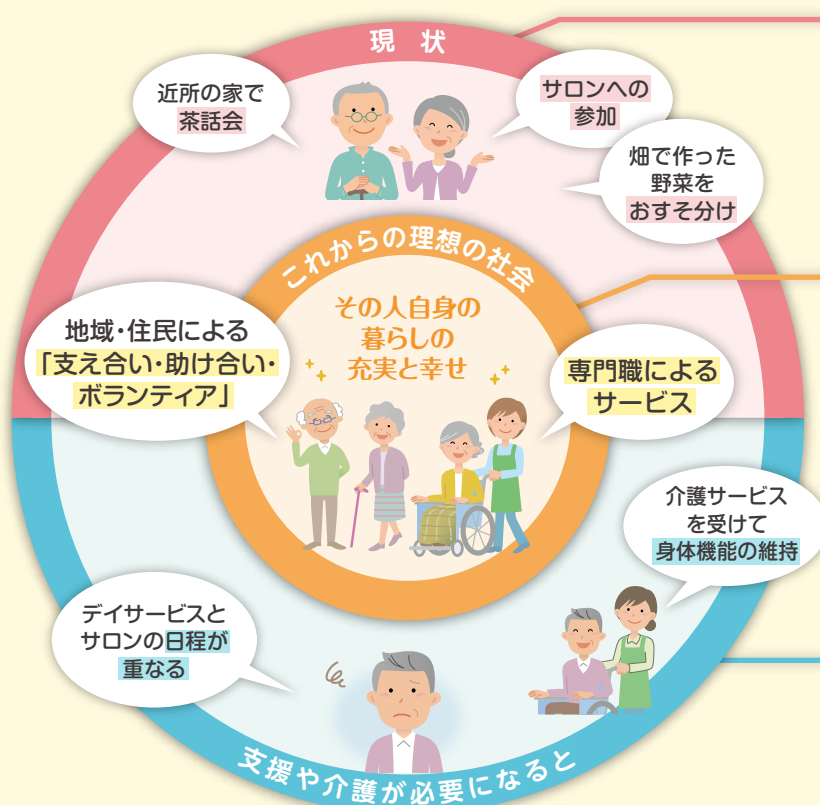 現状
近所の家で
茶話会
サロンへの
参加
畑で作った
野菜を
おすそ分け
これからの理想の社会
その人自身の
暮らしの
充実と幸せ
地域・住民による
「支え合い・助け合い・
ボランティア」
専門職による
サービス
介護サービス
を受けて
身体機能の維持
デイサービスと
サロンの日程が
重なる
支援や介護が必要になると